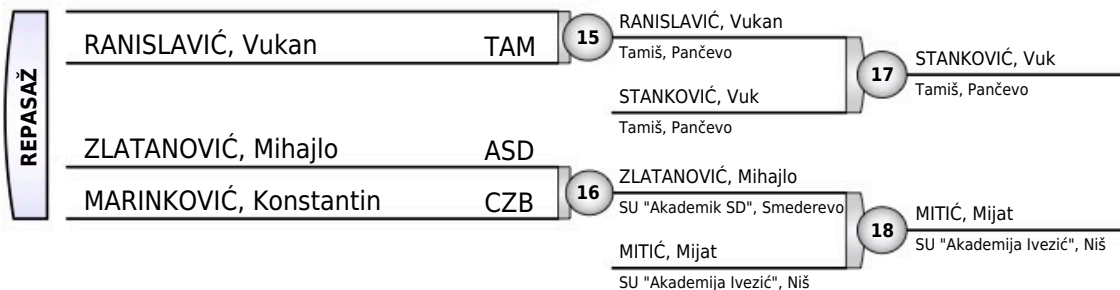 REPASAŽ
RANISLAVIĆ, Vukan TAM
15
RANISLAVIĆ, Vukan
Tamiš, Pančevo
STANKOVIĆ, Vuk
Tamiš, Pančevo
17
STANKOVIĆ, Vuk
Tamiš, Pančevo
ZLATANOVIĆ, Mihajlo ASD
MARINKOVIĆ, Konstantin CZB
16
ZLATANOVIĆ, Mihajlo
SU "Akademik SD", Smederevo
MITIĆ, Mijat
SU "Akademija Ivezić", Niš
18
MITIĆ, Mijat
SU "Akademija Ivezić", Niš